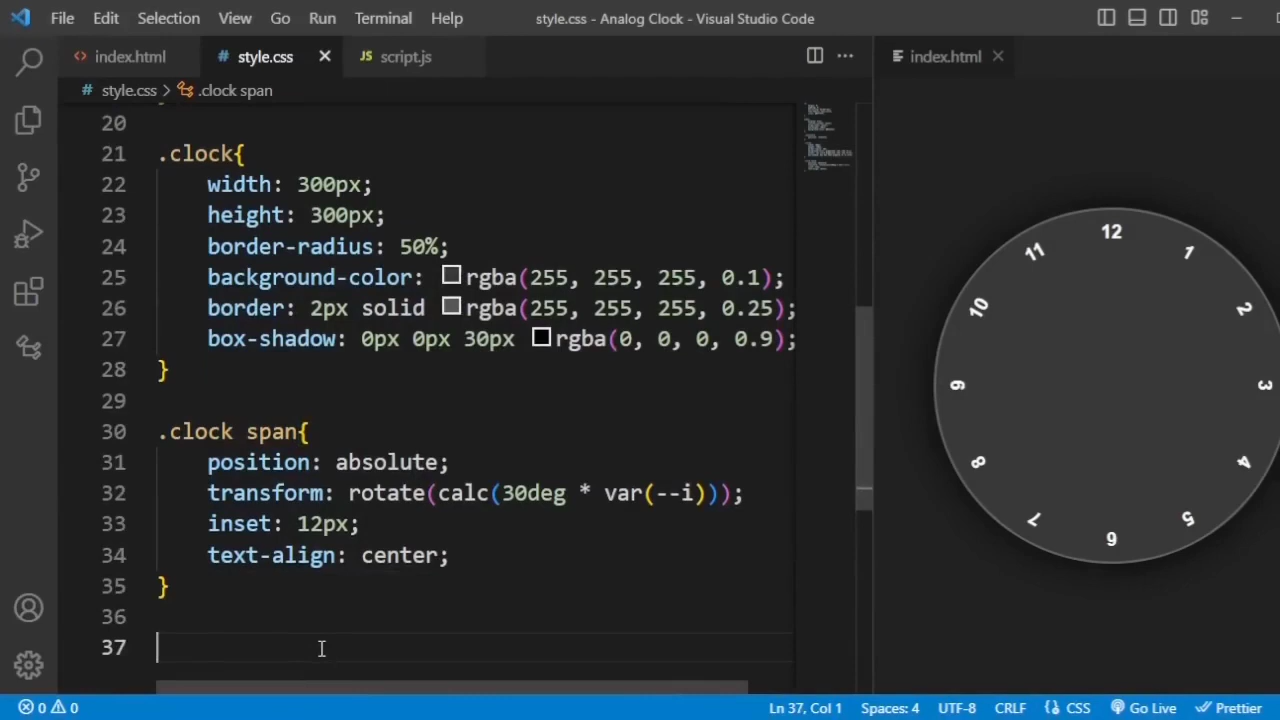 File Edit Selection View Go Run Terminal Help style.css - Analog Clock - Visual Studio Code
index.html # style.css JS script.js index.html
# style.css > .clock span
20
21 .clock{
22 width: 300px;
23 height: 300px;
24 border-radius: 50%;
25 background-color: rgba(255, 255, 255, 0.1);
26 border: 2px solid rgba(255, 255, 255, 0.25);
27 box-shadow: 0px 0px 30px rgba(0, 0, 0, 0.9);
28 }
29
30 .clock span{
31 position: absolute;
32 transform: rotate(calc(30deg * var(--i)));
33 inset: 12px;
34 text-align: center;
35 }
36
37
12
1
2
3
4
5
6
7
8
9
10
11
0 0 Ln 37, Col 1 Spaces: 4 UTF-8 CRLF CSS Go Live Prettier